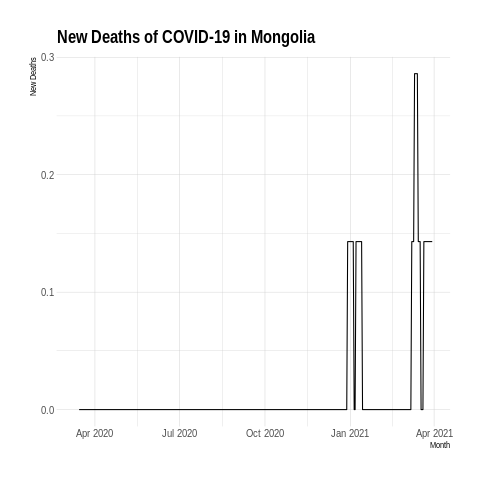 New Deaths of COVID-19 in Mongolia
New Deaths
0.3
0.2
0.1
0.0
Apr 2020 Jul 2020 Oct 2020 Jan 2021 Apr 2021
Month